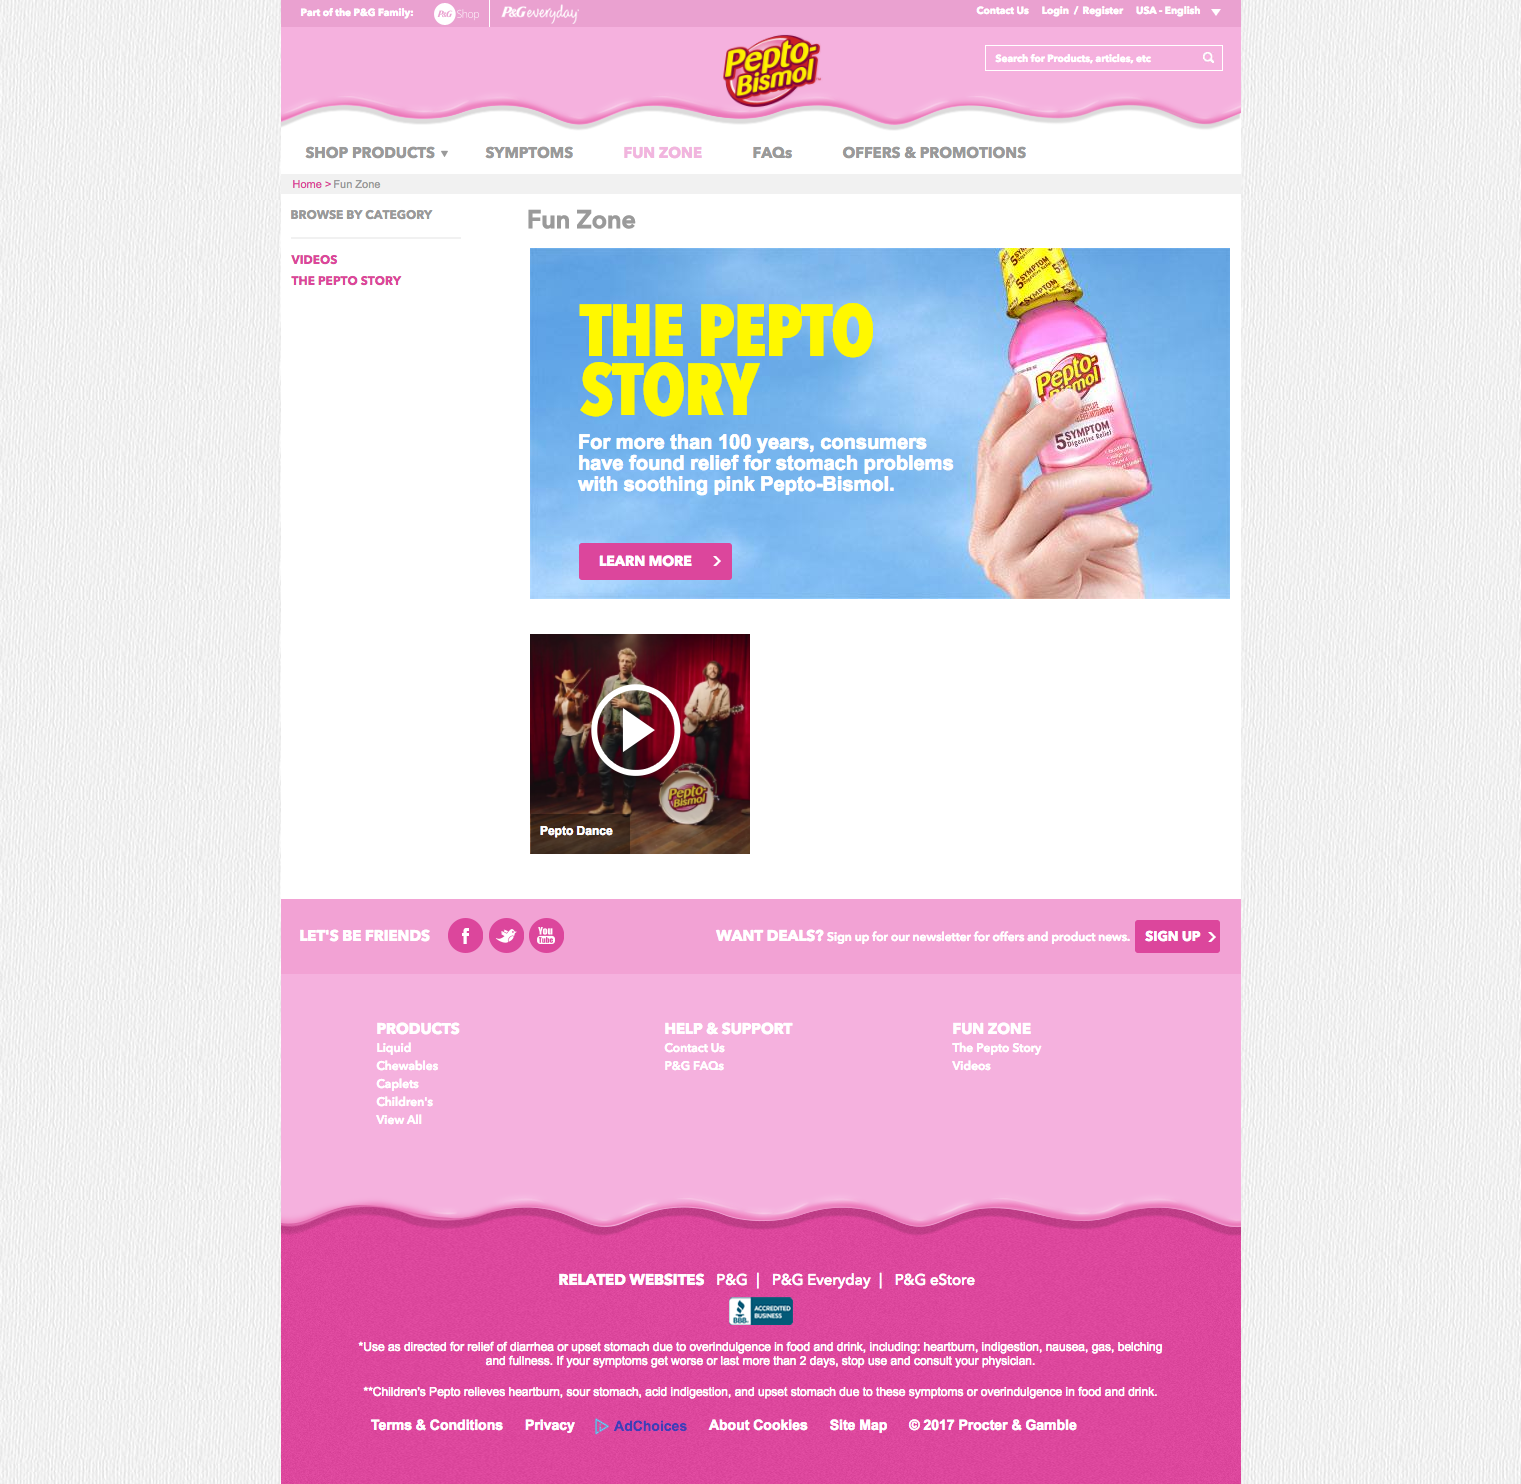 Part of the P&G Family: P&G Shop P&G everyday Contact Us Login / Register USA - English
Pepto-
Bismol
Search for Products, articles, etc
SHOP PRODUCTS SYMPTOMS FUN ZONE FAQs OFFERS & PROMOTIONS
Home > Fun Zone
BROWSE BY CATEGORY
VIDEOS
THE PEPTO STORY
Fun Zone
THE PEPTO
STORY
For more than 100 years, consumers
have found relief for stomach problems
with soothing pink Pepto-Bismol.
LEARN MORE
5 SYMPTOM
Pepto-
Bismol
5 SYMPTOM
Digestive Relief
Pepto-
Bismol
Pepto Dance
LET'S BE FRIENDS f You Tube WANT DEALS? Sign up for our newsletter for offers and product news. SIGN UP
PRODUCTS
Liquid
Chewables
Caplets
Children's
View All
HELP & SUPPORT
Contact Us
P&G FAQs
FUN ZONE
The Pepto Story
Videos
RELATED WEBSITES P&G | P&G Everyday | P&G eStore
BBB. ACCREDITED
BUSINESS
*Use as directed for relief of diarrhea or upset stomach due to overindulgence in food and drink, including: heartburn, indigestion, nausea, gas, belching
and fullness. If your symptoms get worse or last more than 2 days, stop use and consult your physician.
**Children's Pepto relieves heartburn, sour stomach, acid indigestion, and upset stomach due to these symptoms or overindulgence in food and drink.
Terms & Conditions Privacy AdChoices About Cookies Site Map © 2017 Procter & Gamble